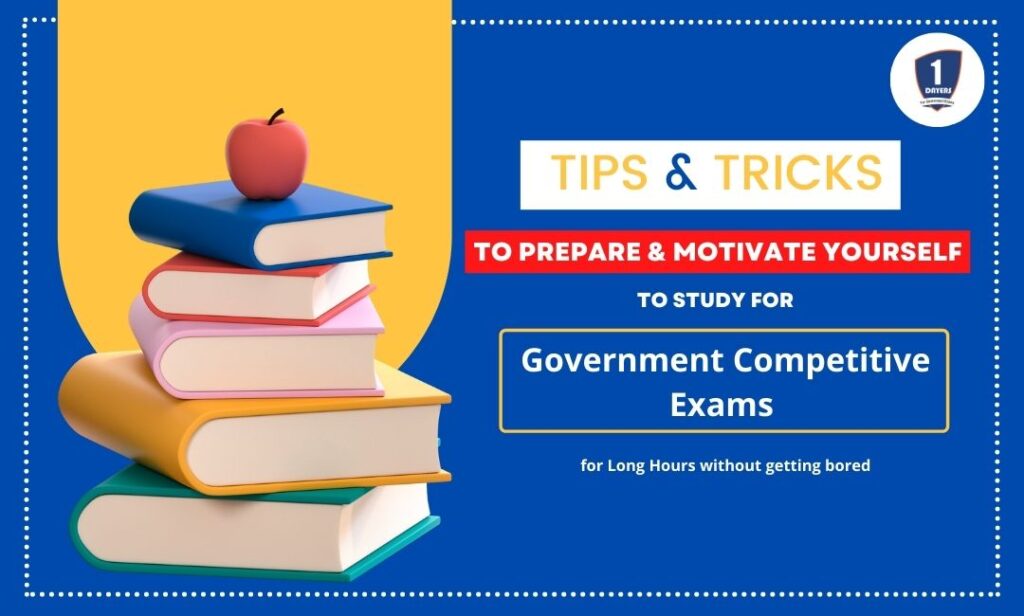 1
DAYERS
TIPS & TRICKS
TO PREPARE & MOTIVATE YOURSELF
TO STUDY FOR
Government Competitive
Exams
for Long Hours without getting bored